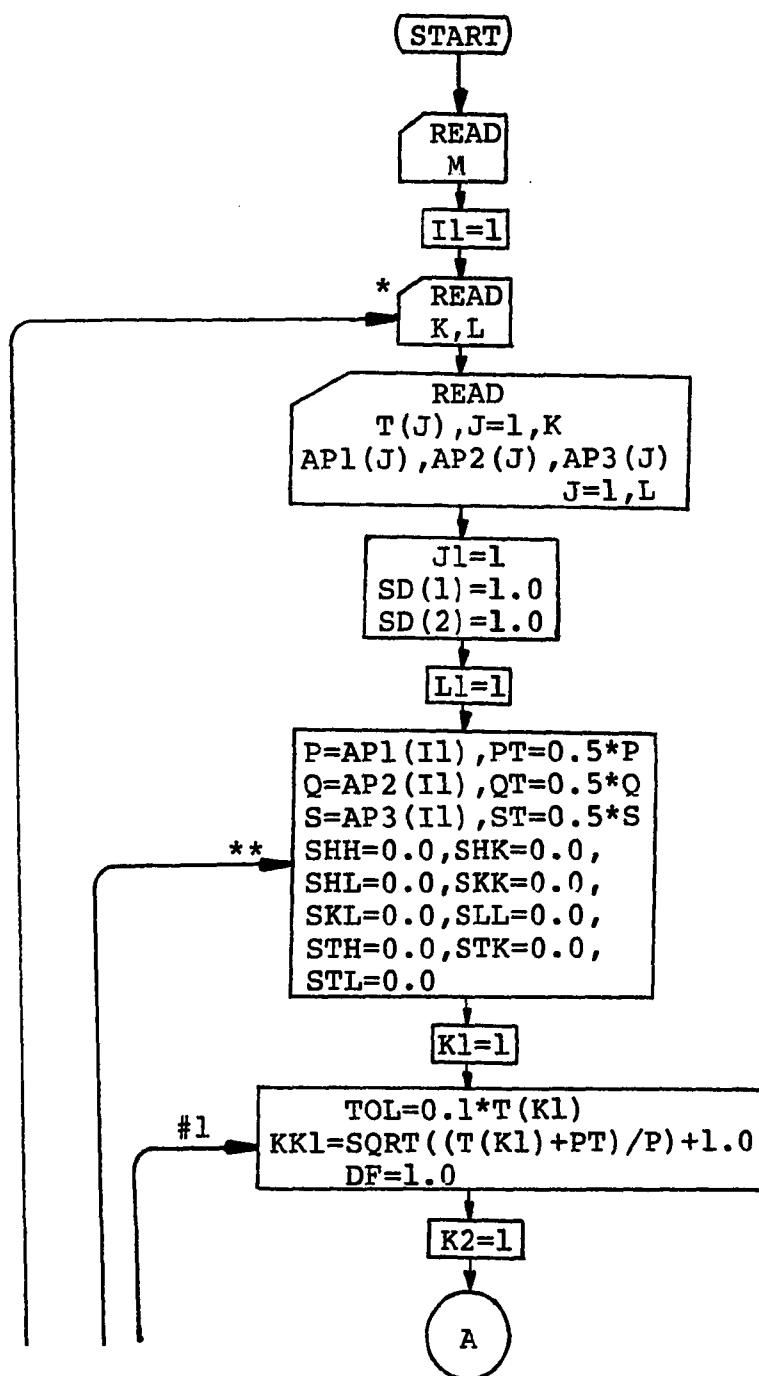 START
READ
M
I1=1
*
READ
K,L
READ
T(J),J=1,K
AP1(J),AP2(J),AP3(J)
J=1,L
J1=1
SD(1)=1.0
SD(2)=1.0
L1=1
P=AP1(I1),PT=0.5*P
Q=AP2(I1),QT=0.5*Q
S=AP3(I1),ST=0.5*S
**
SHH=0.0,SHK=0.0,
SHL=0.0,SKK=0.0,
SKL=0.0,SLL=0.0,
STH=0.0,STK=0.0,
STL=0.0
K1=1
TOL=0.1*T(K1)
#1
KK1=SQRT((T(K1)+PT)/P)+1.0
DF=1.0
K2=1
A